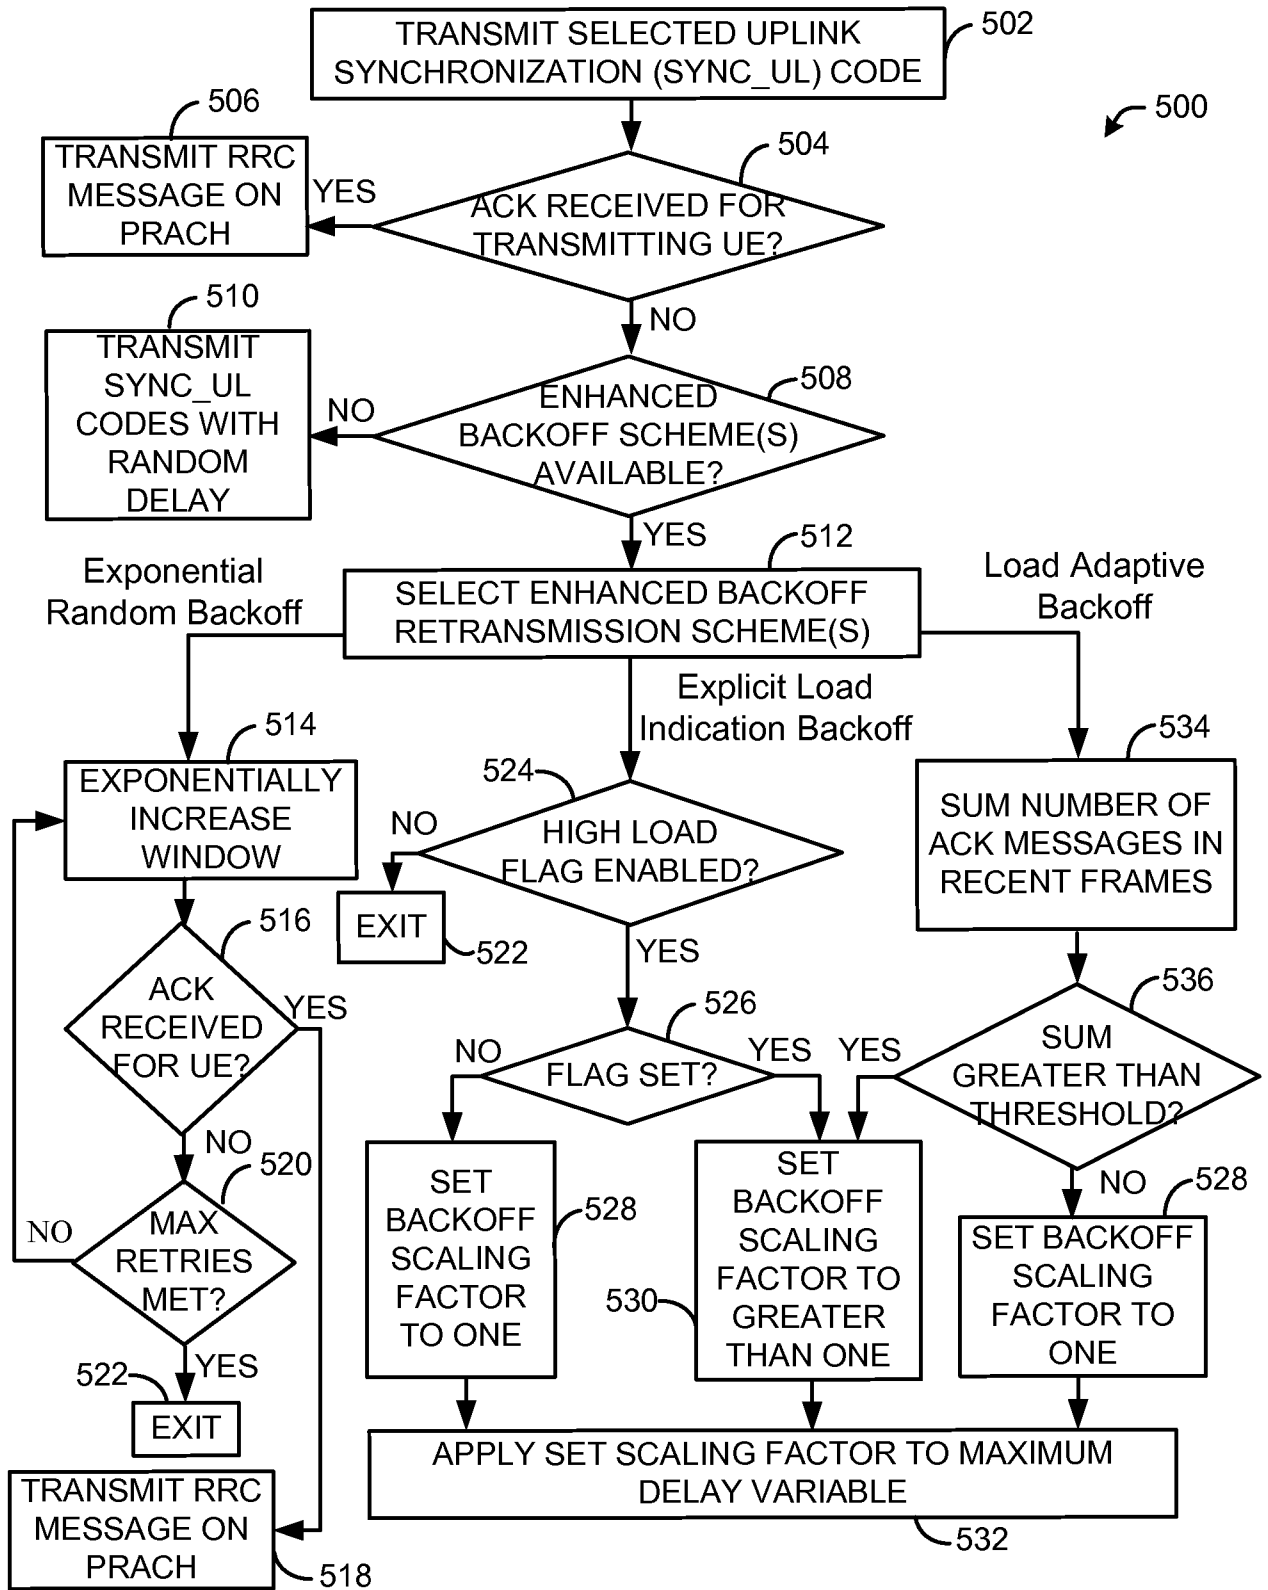 TRANSMIT SELECTED UPLINK
SYNCHRONIZATION (SYNC_UL) CODE
502
500
506
TRANSMIT RRC
MESSAGE ON
PRACH
YES
504
ACK RECEIVED FOR
TRANSMITTING UE?
NO
510
TRANSMIT
SYNC_UL
CODES WITH
RANDOM
DELAY
NO
508
ENHANCED
BACKOFF SCHEME(S)
AVAILABLE?
YES
512
SELECT ENHANCED BACKOFF
RETRANSMISSION SCHEME(S)
Exponential
Random Backoff
Explicit Load
Indication Backoff
Load Adaptive
Backoff
514
EXPONENTIALLY
INCREASE
WINDOW
516
ACK
RECEIVED
FOR UE?
YES
NO
520
MAX
RETRIES
MET?
NO
YES
522
EXIT
TRANSMIT RRC
MESSAGE ON
PRACH
518
524
HIGH LOAD
FLAG ENABLED?
NO
EXIT
522
YES
526
FLAG SET?
NO
YES
SET
BACKOFF
SCALING
FACTOR
TO ONE
528
SET
BACKOFF
SCALING
FACTOR TO
GREATER
THAN ONE
530
534
SUM NUMBER OF
ACK MESSAGES IN
RECENT FRAMES
536
SUM
GREATER THAN
THRESHOLD?
YES
NO
528
SET BACKOFF
SCALING
FACTOR TO
ONE
APPLY SET SCALING FACTOR TO MAXIMUM
DELAY VARIABLE
532